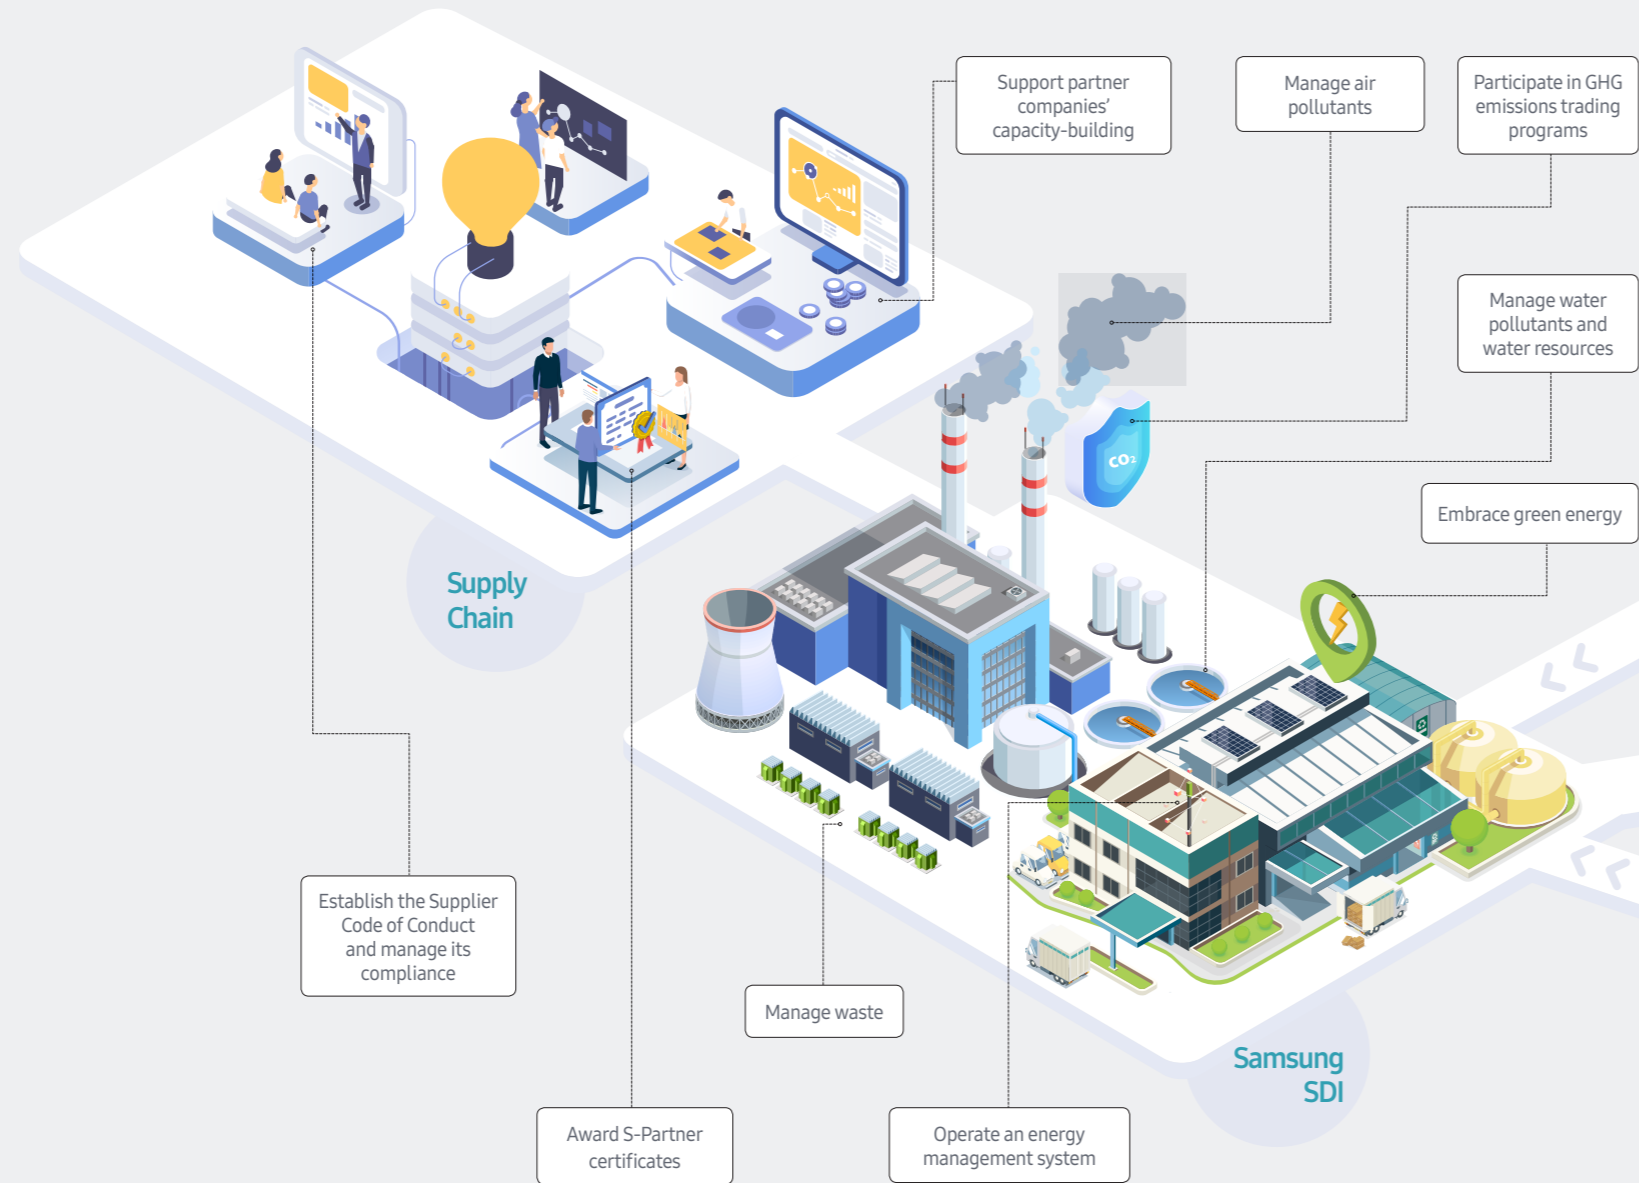 Support partner
companies'
capacity-building
Manage air
pollutants
Participate in GHG
emissions trading
programs
Manage water
pollutants and
water resources
CO₂
Embrace green energy
Supply
Chain
Establish the Supplier
Code of Conduct
and manage its
compliance
Manage waste
Samsung
SDI
Award S-Partner
certificates
Operate an energy
management system